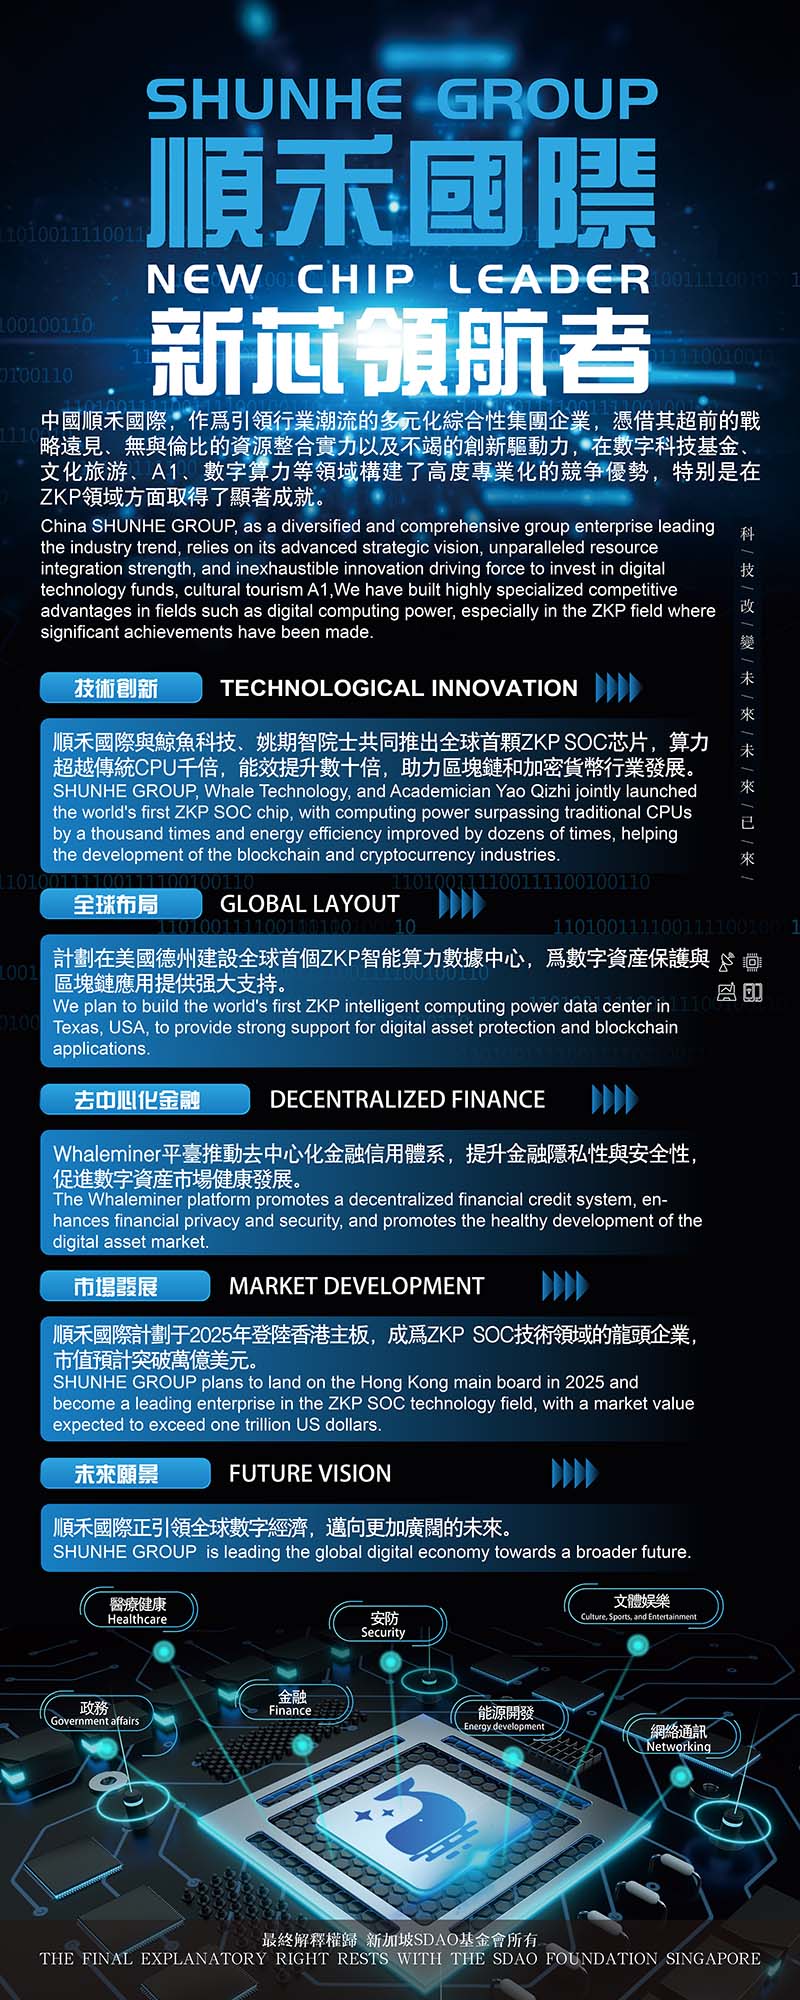 SHUNHE GROUP
順禾國際
NEW CHIP LEADER
新芯領航者
中國順禾國際，作爲引領行業潮流的多元化綜合性集團企業，憑借其超前的戰
略遠見、無與倫比的資源整合實力以及不竭的創新驅動力，在數字科技基金、
文化旅游、A1、數字算力等領域構建了高度專業化的競争優勢，特别是在
ZKP領域方面取得了顯著成就。
China SHUNHE GROUP, as a diversified and comprehensive group enterprise leading
the industry trend, relies on its advanced strategic vision, unparalleled resource
integration strength, and inexhaustible innovation driving force to invest in digital
technology funds, cultural tourism A1,We have built highly specialized competitive
advantages in fields such as digital computing power, especially in the ZKP field where
significant achievements have been made.
科/技/改/變/未/來/未/來/已/來/
技術創新 TECHNOLOGICAL INNOVATION
順禾國際與鯨魚科技、姚期智院士共同推出全球首顆ZKP SOC芯片，算力
超越傳統CPU千倍，能效提升數十倍，助力區塊鏈和加密貨幣行業發展。
SHUNHE GROUP, Whale Technology, and Academician Yao Qizhi jointly launched
the world's first ZKP SOC chip, with computing power surpassing traditional CPUs
by a thousand times and energy efficiency improved by dozens of times, helping
the development of the blockchain and cryptocurrency industries.
全球布局 GLOBAL LAYOUT
計劃在美國德州建設全球首個ZKP智能算力數據中心，爲數字資産保護與
區塊鏈應用提供强大支持。
We plan to build the world's first ZKP intelligent computing power data center in
Texas, USA, to provide strong support for digital asset protection and blockchain
applications.
去中心化金融 DECENTRALIZED FINANCE
Whaleminer平臺推動去中心化金融信用體系，提升金融隱私性與安全性，
促進數字資産市場健康發展。
The Whaleminer platform promotes a decentralized financial credit system, en-
hances financial privacy and security, and promotes the healthy development of the
digital asset market.
市場發展 MARKET DEVELOPMENT
順禾國際計劃于2025年登陸香港主板，成爲ZKP SOC技術領域的龍頭企業，
市值預計突破萬億美元。
SHUNHE GROUP plans to land on the Hong Kong main board in 2025 and
become a leading enterprise in the ZKP SOC technology field, with a market value
expected to exceed one trillion US dollars.
未來願景 FUTURE VISION
順禾國際正引領全球數字經濟，邁向更加廣闊的未來。
SHUNHE GROUP is leading the global digital economy towards a broader future.
醫療健康
Healthcare
安防
Security
文體娱樂
Culture, Sports, and Entertainment
政務
Government affairs
金融
Finance
能源開發
Energy development
網絡通訊
Networking
最終解釋權歸 新加坡SDAO基金會所有
THE FINAL EXPLANATORY RIGHT RESTS WITH THE SDAO FOUNDATION SINGAPORE